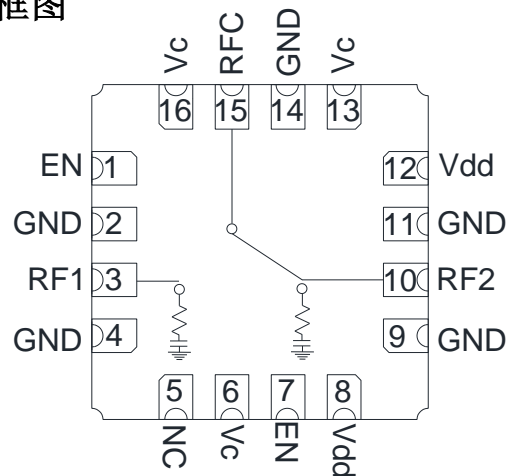 框图
Vc RFC GND Vc
16 15 14 13
EN 1 12 Vdd
GND 2 11 GND
RF1 3 10 RF2
GND 4 9 GND
5 6 7 8
NC Vc EN Vdd